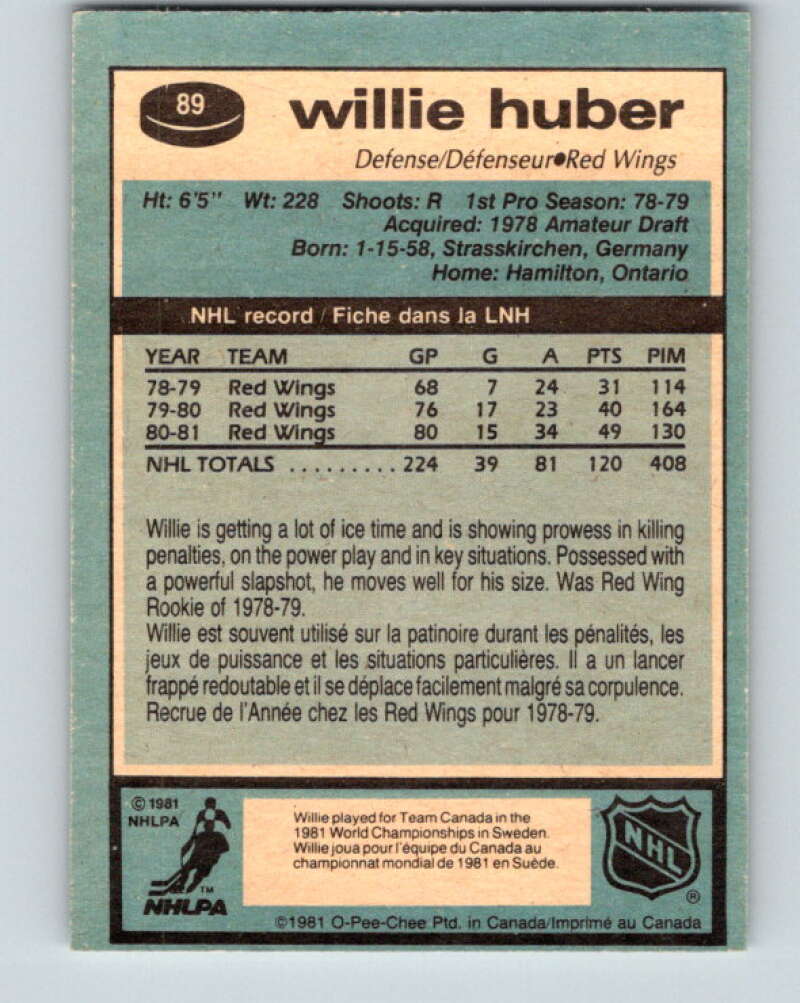 89
willie huber
Defense/Défenseur●Red Wings
Ht: 6'5" Wt: 228 Shoots: R 1st Pro Season: 78-79
Acquired: 1978 Amateur Draft
Born: 1-15-58, Strasskirchen, Germany
Home: Hamilton, Ontario
NHL record / Fiche dans la LNH
YEAR TEAM GP G A PTS PIM
78-79 Red Wings 68 7 24 31 114
79-80 Red Wings 76 17 23 40 164
80-81 Red Wings 80 15 34 49 130
NHL TOTALS .......... 224 39 81 120 408
Willie is getting a lot of ice time and is showing prowess in killing
penalties, on the power play and in key situations. Possessed with
a powerful slapshot, he moves well for his size. Was Red Wing
Rookie of 1978-79.
Willie est souvent utilisé sur la patinoire durant les pénalités, les
jeux de puissance et les situations particulières. Il a un lancer
frappé redoutable et il se déplace facilement malgré sa corpulence.
Recrue de l'Année chez les Red Wings pour 1978-79.
© 1981
NHLPA
TM
NHLPA
Willie played for Team Canada in the
1981 World Championships in Sweden.
Willie joua pour l'équipe du Canada au
championnat mondial de 1981 en Suède.
NHL
®
©1981 O-Pee-Chee Ptd. in Canada/Imprimé au Canada